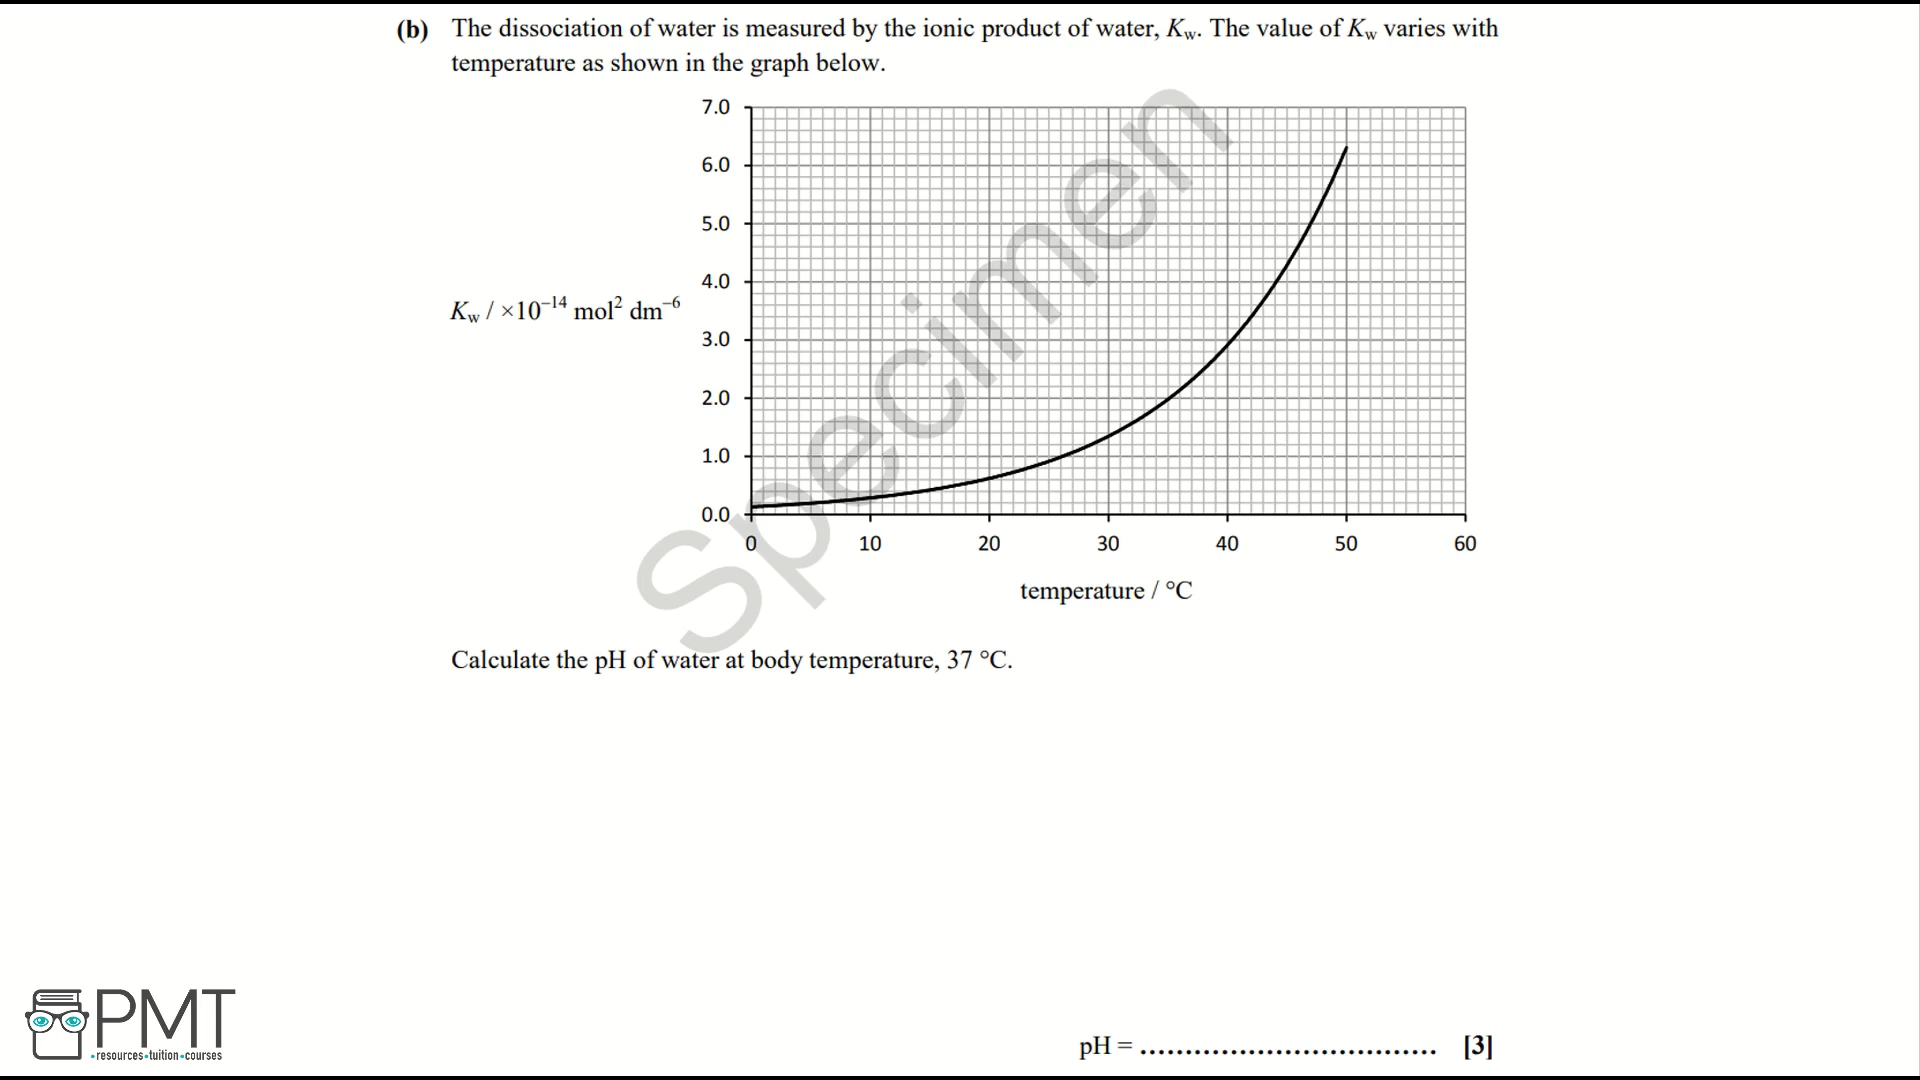 (b) The dissociation of water is measured by the ionic product of water, Kw. The value of Kw varies with
temperature as shown in the graph below.
7.0
6.0
5.0
4.0
Kw / ×10⁻¹⁴ mol² dm⁻⁶
3.0
2.0
1.0
0.0
0 10 20 30 40 50 60
temperature / °C
Specimen
Calculate the pH of water at body temperature, 37 °C.
PMT
•resources•tuition•courses
pH = ................................. [3]